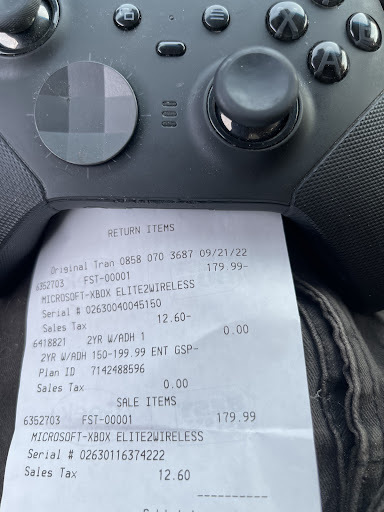 X
A
RETURN ITEMS
Original Tran 0858 070 3687 09/21/22
6352703 FST-00001 179.99-
MICROSOFT-XBOX ELITE2WIRELESS
Serial # 02630040045150
Sales Tax 12.60-
6418821 2YR W/ADH 1 0.00
2YR W/ADH 150-199.99 ENT GSP-
Plan ID 7142488596
Sales Tax 0.00
SALE ITEMS
6352703 FST-00001 179.99
MICROSOFT-XBOX ELITE2WIRELESS
Serial # 02630116374222
Sales Tax 12.60
----------